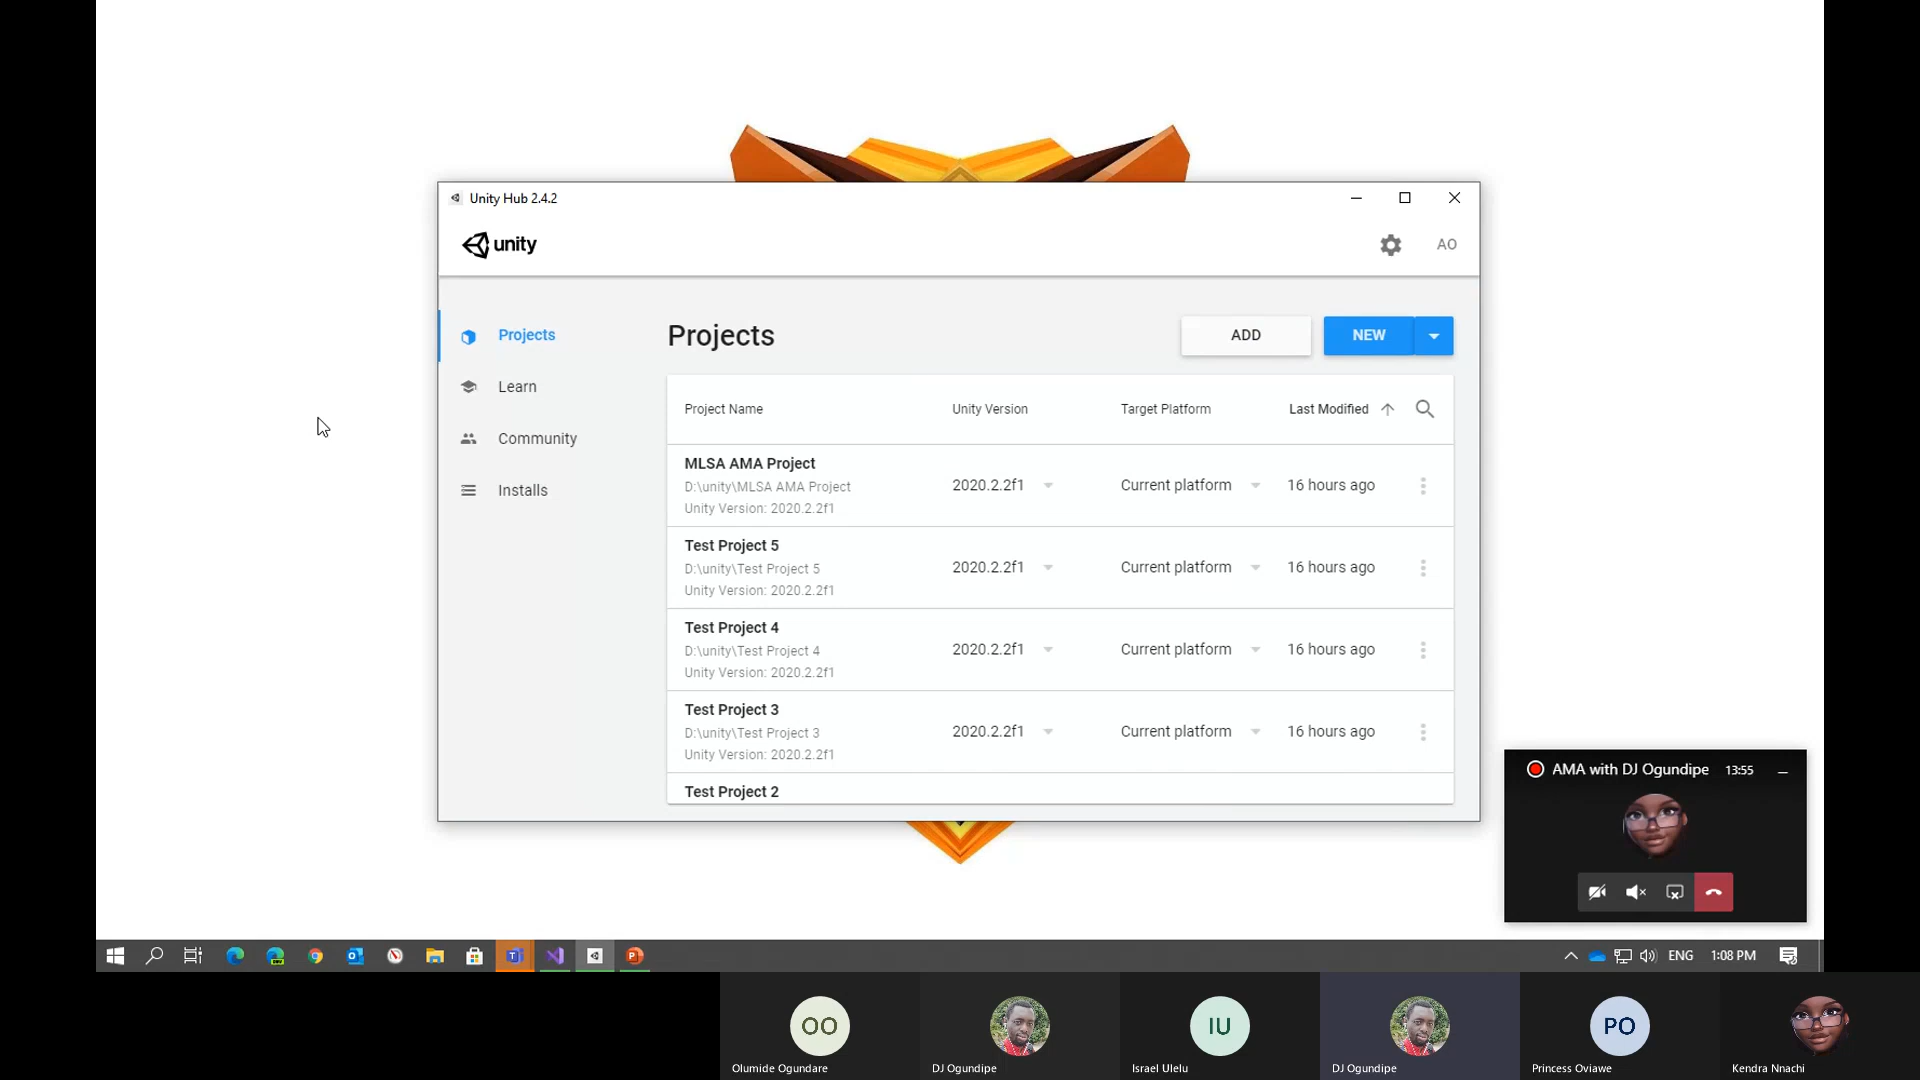 Unity Hub 2.4.2
unity
AO
Projects
Learn
Community
Installs
Projects
ADD
NEW
Project Name Unity Version Target Platform Last Modified
MLSA AMA Project
D:\unity\MLSA AMA Project
Unity Version: 2020.2.2f1
2020.2.2f1 Current platform 16 hours ago
Test Project 5
D:\unity\Test Project 5
Unity Version: 2020.2.2f1
2020.2.2f1 Current platform 16 hours ago
Test Project 4
D:\unity\Test Project 4
Unity Version: 2020.2.2f1
2020.2.2f1 Current platform 16 hours ago
Test Project 3
D:\unity\Test Project 3
Unity Version: 2020.2.2f1
2020.2.2f1 Current platform 16 hours ago
Test Project 2
AMA with DJ Ogundipe 13:55
ENG 1:08 PM
OO
Olumide Ogundare
DJ Ogundipe
IU
Israel Ulelu
DJ Ogundipe
PO
Princess Oviawe
Kendra Nnachi